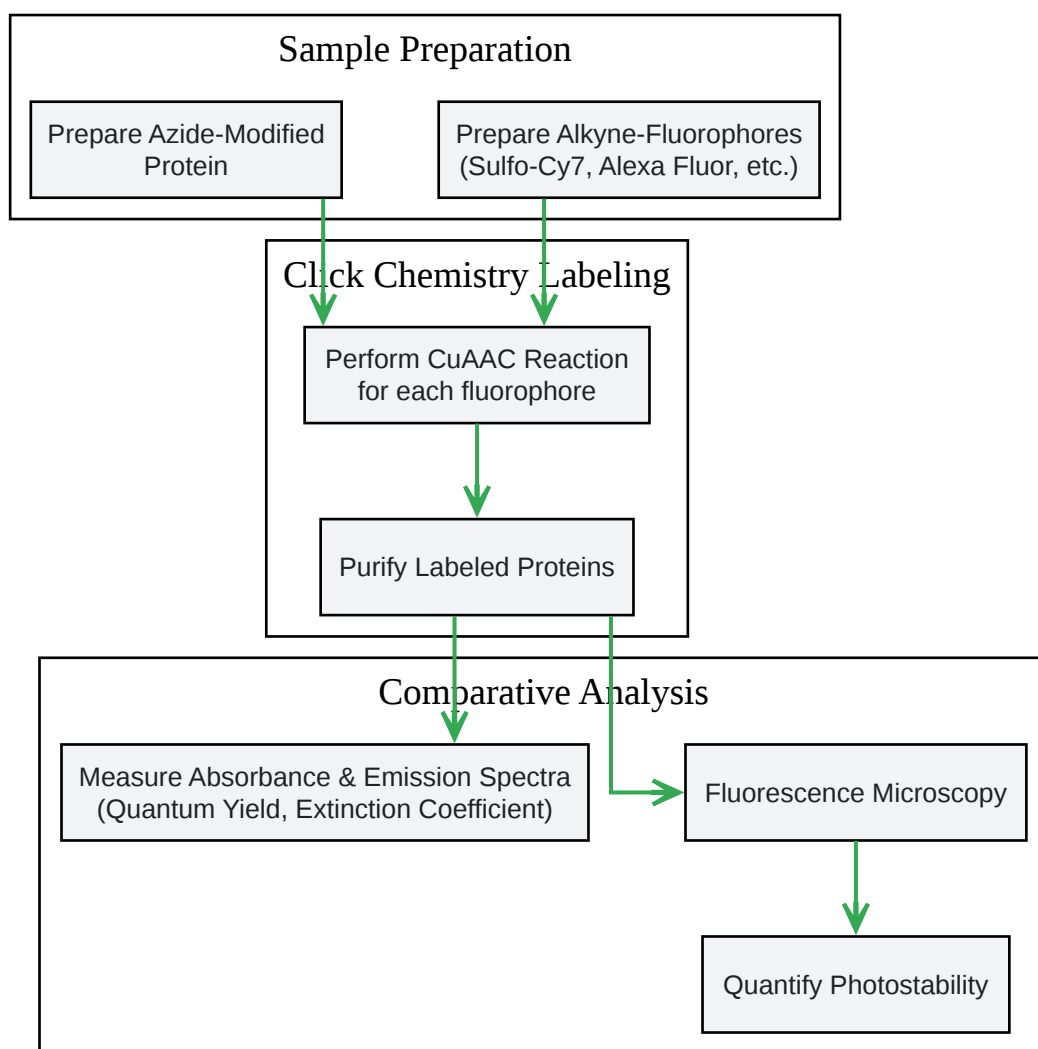 Sample Preparation
Prepare Azide-Modified
Protein
Prepare Alkyne-Fluorophores
(Sulfo-Cy7, Alexa Fluor, etc.)
Click Chemistry Labeling
Perform CuAAC Reaction
for each fluorophore
Purify Labeled Proteins
Comparative Analysis
Measure Absorbance & Emission Spectra
(Quantum Yield, Extinction Coefficient)
Fluorescence Microscopy
Quantify Photostability